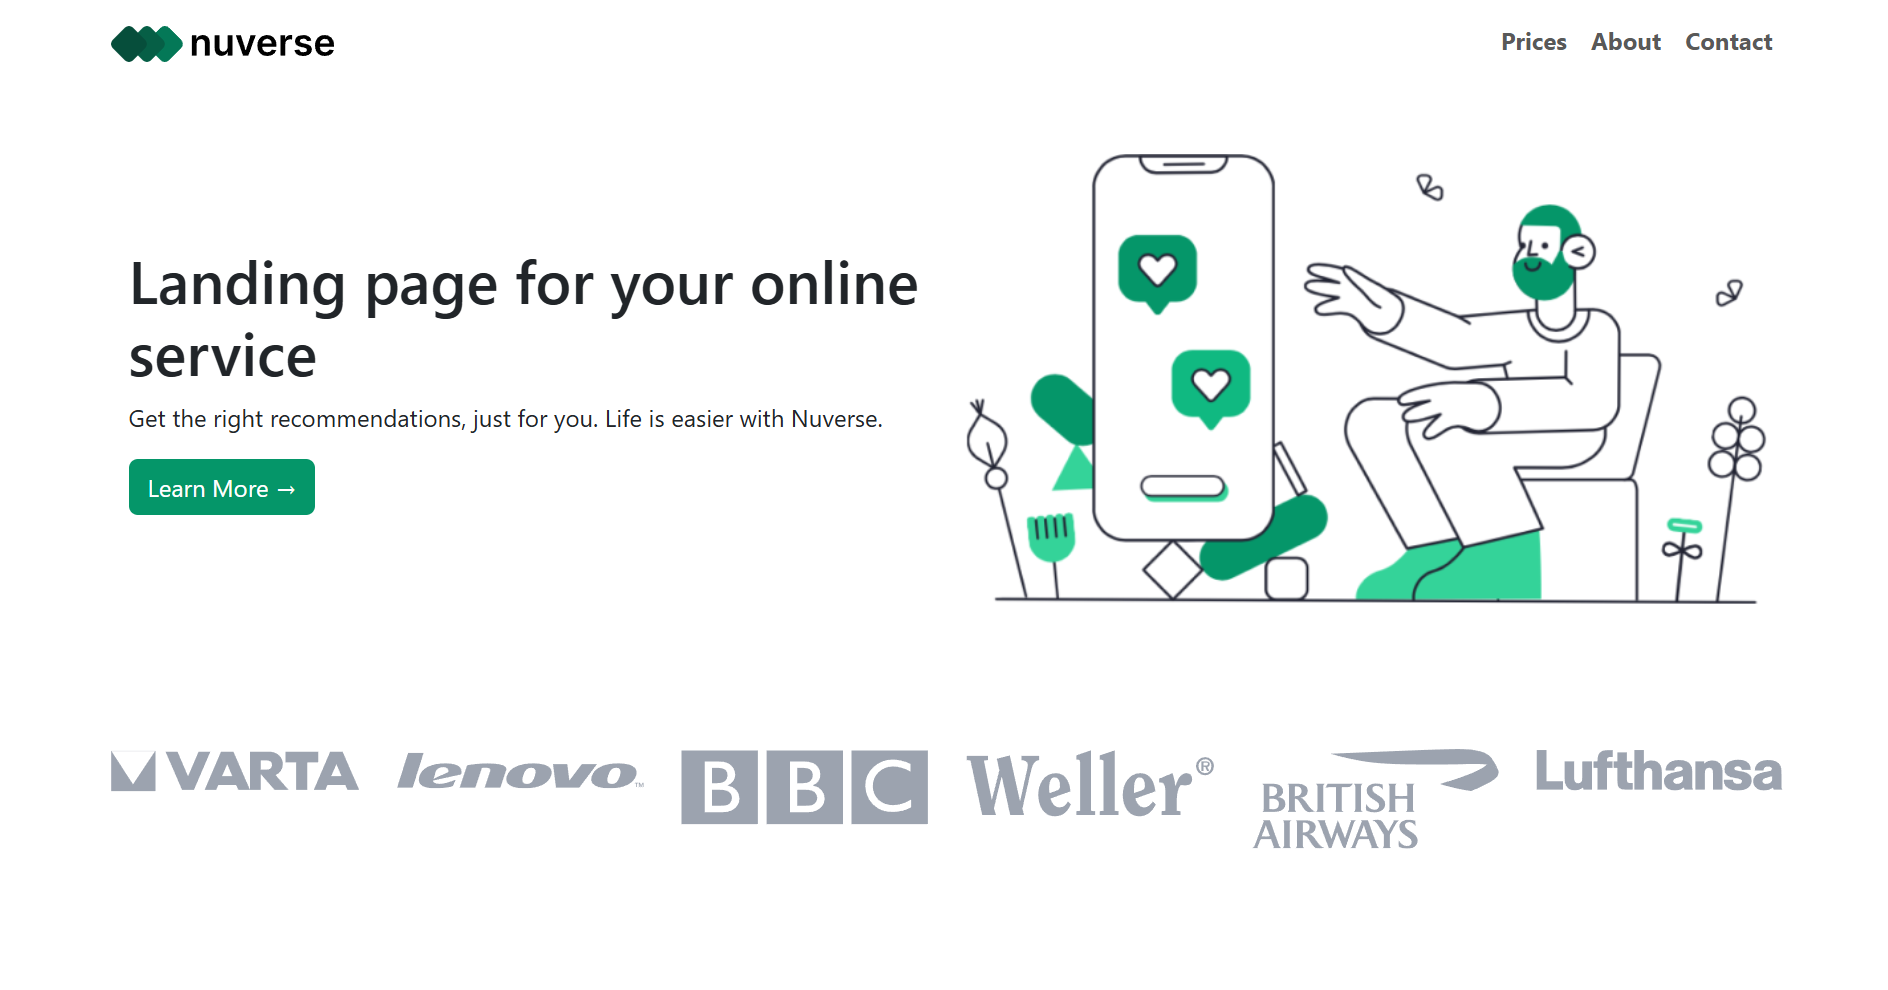 nuverse
Prices About Contact
Landing page for your online
service
Get the right recommendations, just for you. Life is easier with Nuverse.
Learn More →
VARTA
lenovo™
BBC
Weller®
BRITISH
AIRWAYS
Lufthansa